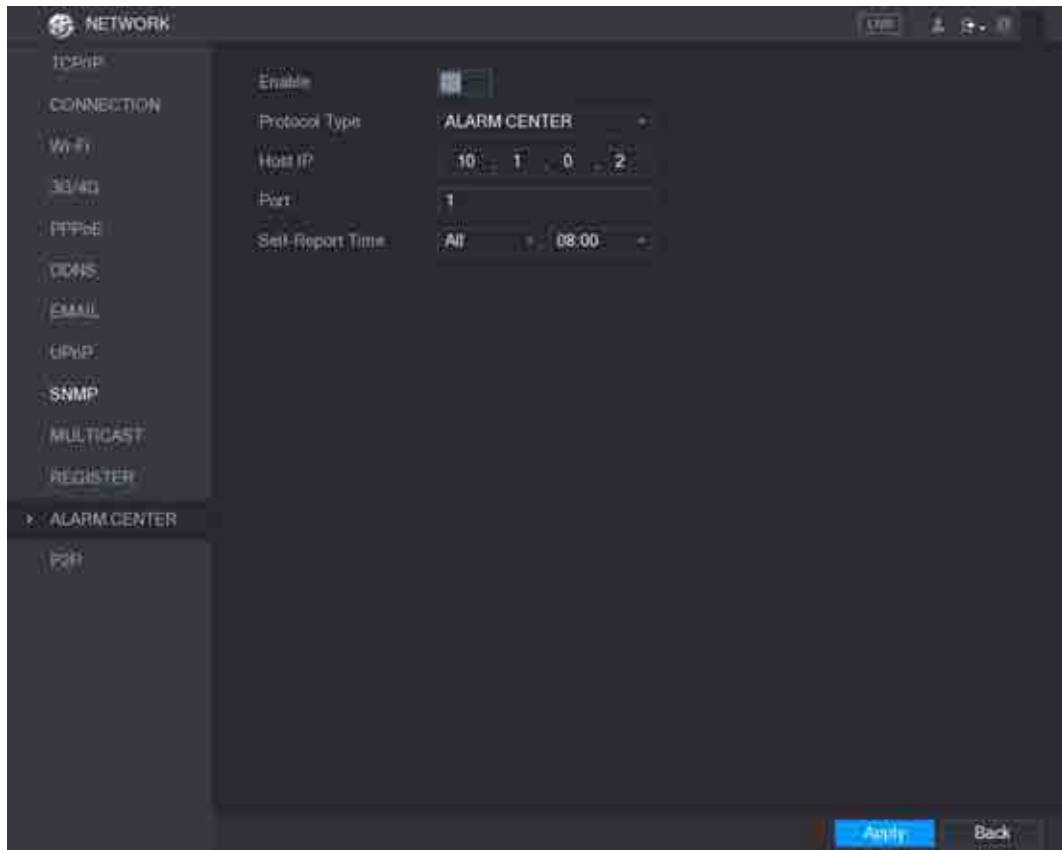 NETWORK
LIVE
TCP/IP
CONNECTION
Wi-Fi
3G/4G
PPPoE
DDNS
EMAIL
UPnP
SNMP
MULTICAST
REGISTER
ALARM CENTER
P2P
Enable
Protocol Type ALARM CENTER
Host IP 10 . 1 . 0 . 2
Port 1
Self-Report Time All 08:00
Apply Back